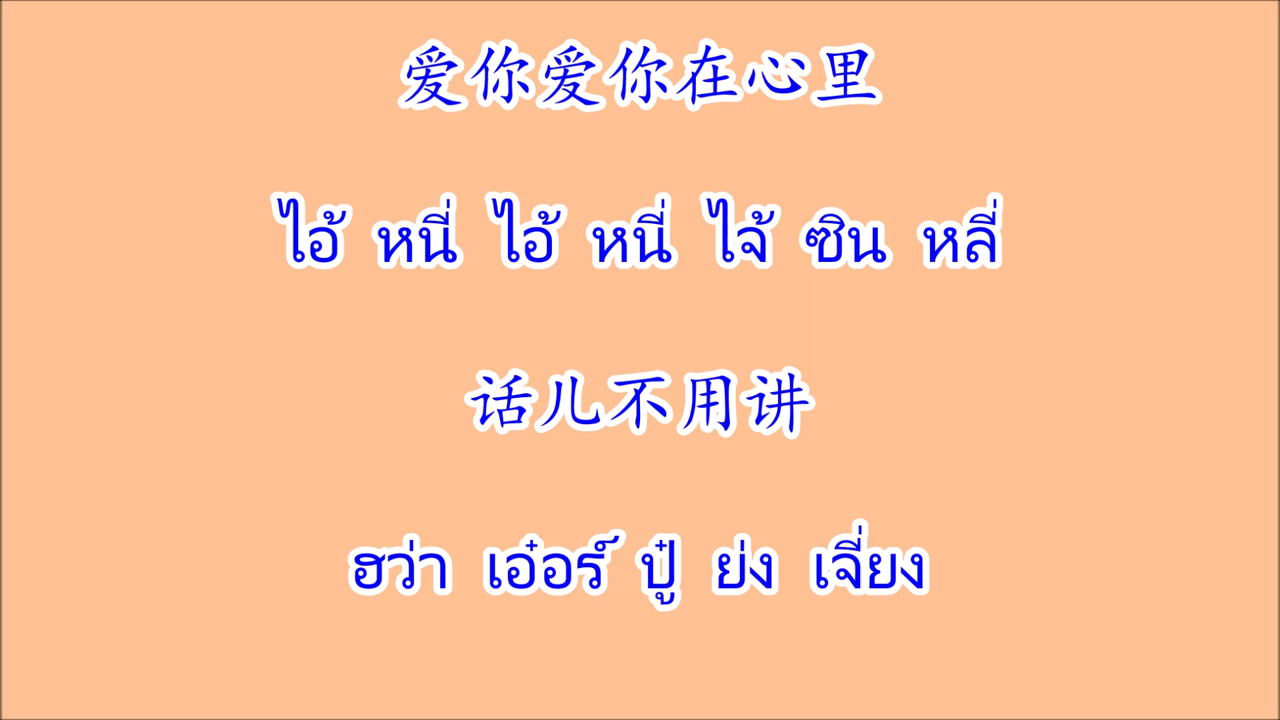 爱你爱你在心里
ไอ้ หนี่ ไอ้ หนี่ ไจ้ ซิน หลี่
话儿不用讲
ฮว่า เอ๋อร์ ปู๋ ย่ง เจี่ยง